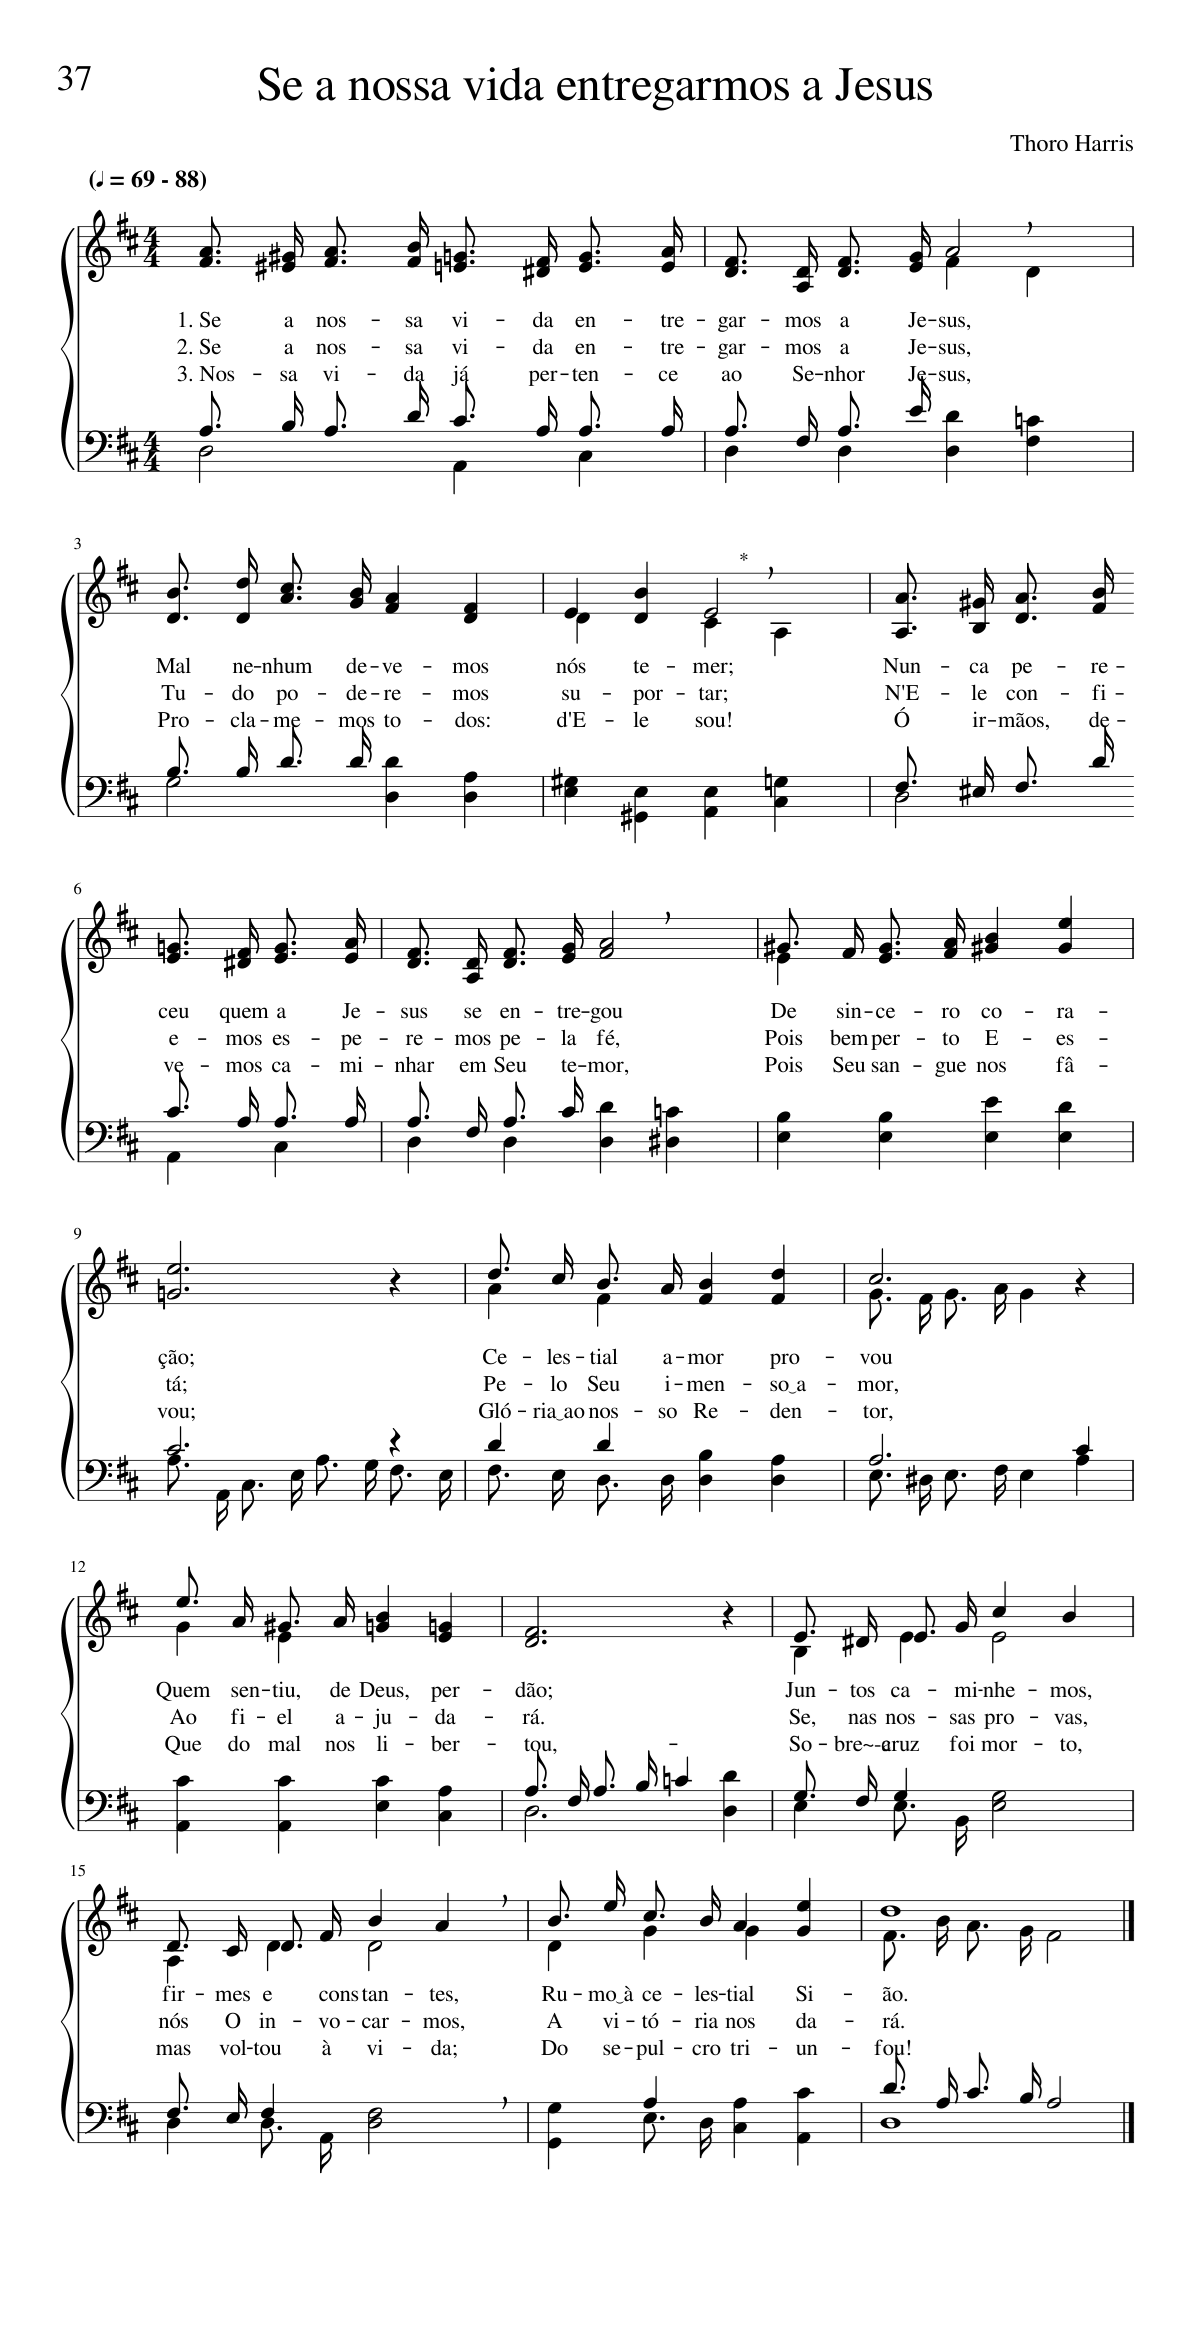 37
Se a nossa vida entregarmos a Jesus
Thoro Harris
(♩ = 69 - 88)
1. Se a nos - sa vi - da en - tre - gar - mos a Je - sus,
2. Se a nos - sa vi - da en - tre - gar - mos a Je - sus,
3. Nos - sa vi - da já per - ten - ce ao Se - nhor Je - sus,
3
*
Mal ne - nhum de - ve - mos nós te - mer; Nun - ca pe - re -
Tu - do po - de - re - mos su - por - tar; N'E - le con - fi -
Pro - cla - me - mos to - dos: d'E - le sou! Ó ir - mãos, de -
6
ceu quem a Je - sus se en - tre - gou De sin - ce - ro co - ra -
e - mos es - pe - re - mos pe - la fé, Pois bem per - to E - es -
ve - mos ca - mi - nhar em Seu te - mor, Pois Seu san - gue nos fâ -
9
ção; Ce - les - tial a - mor pro - vou
tá; Pe - lo Seu i - men - so‿a - mor,
vou; Gló - ria‿ao nos - so Re - den - tor,
12
Quem sen - tiu, de Deus, per - dão; Jun - tos ca - mi - nhe - mos,
Ao fi - el a - ju - da - rá. Se, nas nos - sas pro - vas,
Que do mal nos li - ber - tou, - So - bre~-- cruz foi mor - to,
15
fir - mes e cons tan - tes, Ru - mo‿à ce - les - tial Si - ão.
nós O in - vo - car - mos, A vi - tó - ria nos da - rá.
mas vol - tou à vi - da; Do se - pul - cro tri - un - fou!